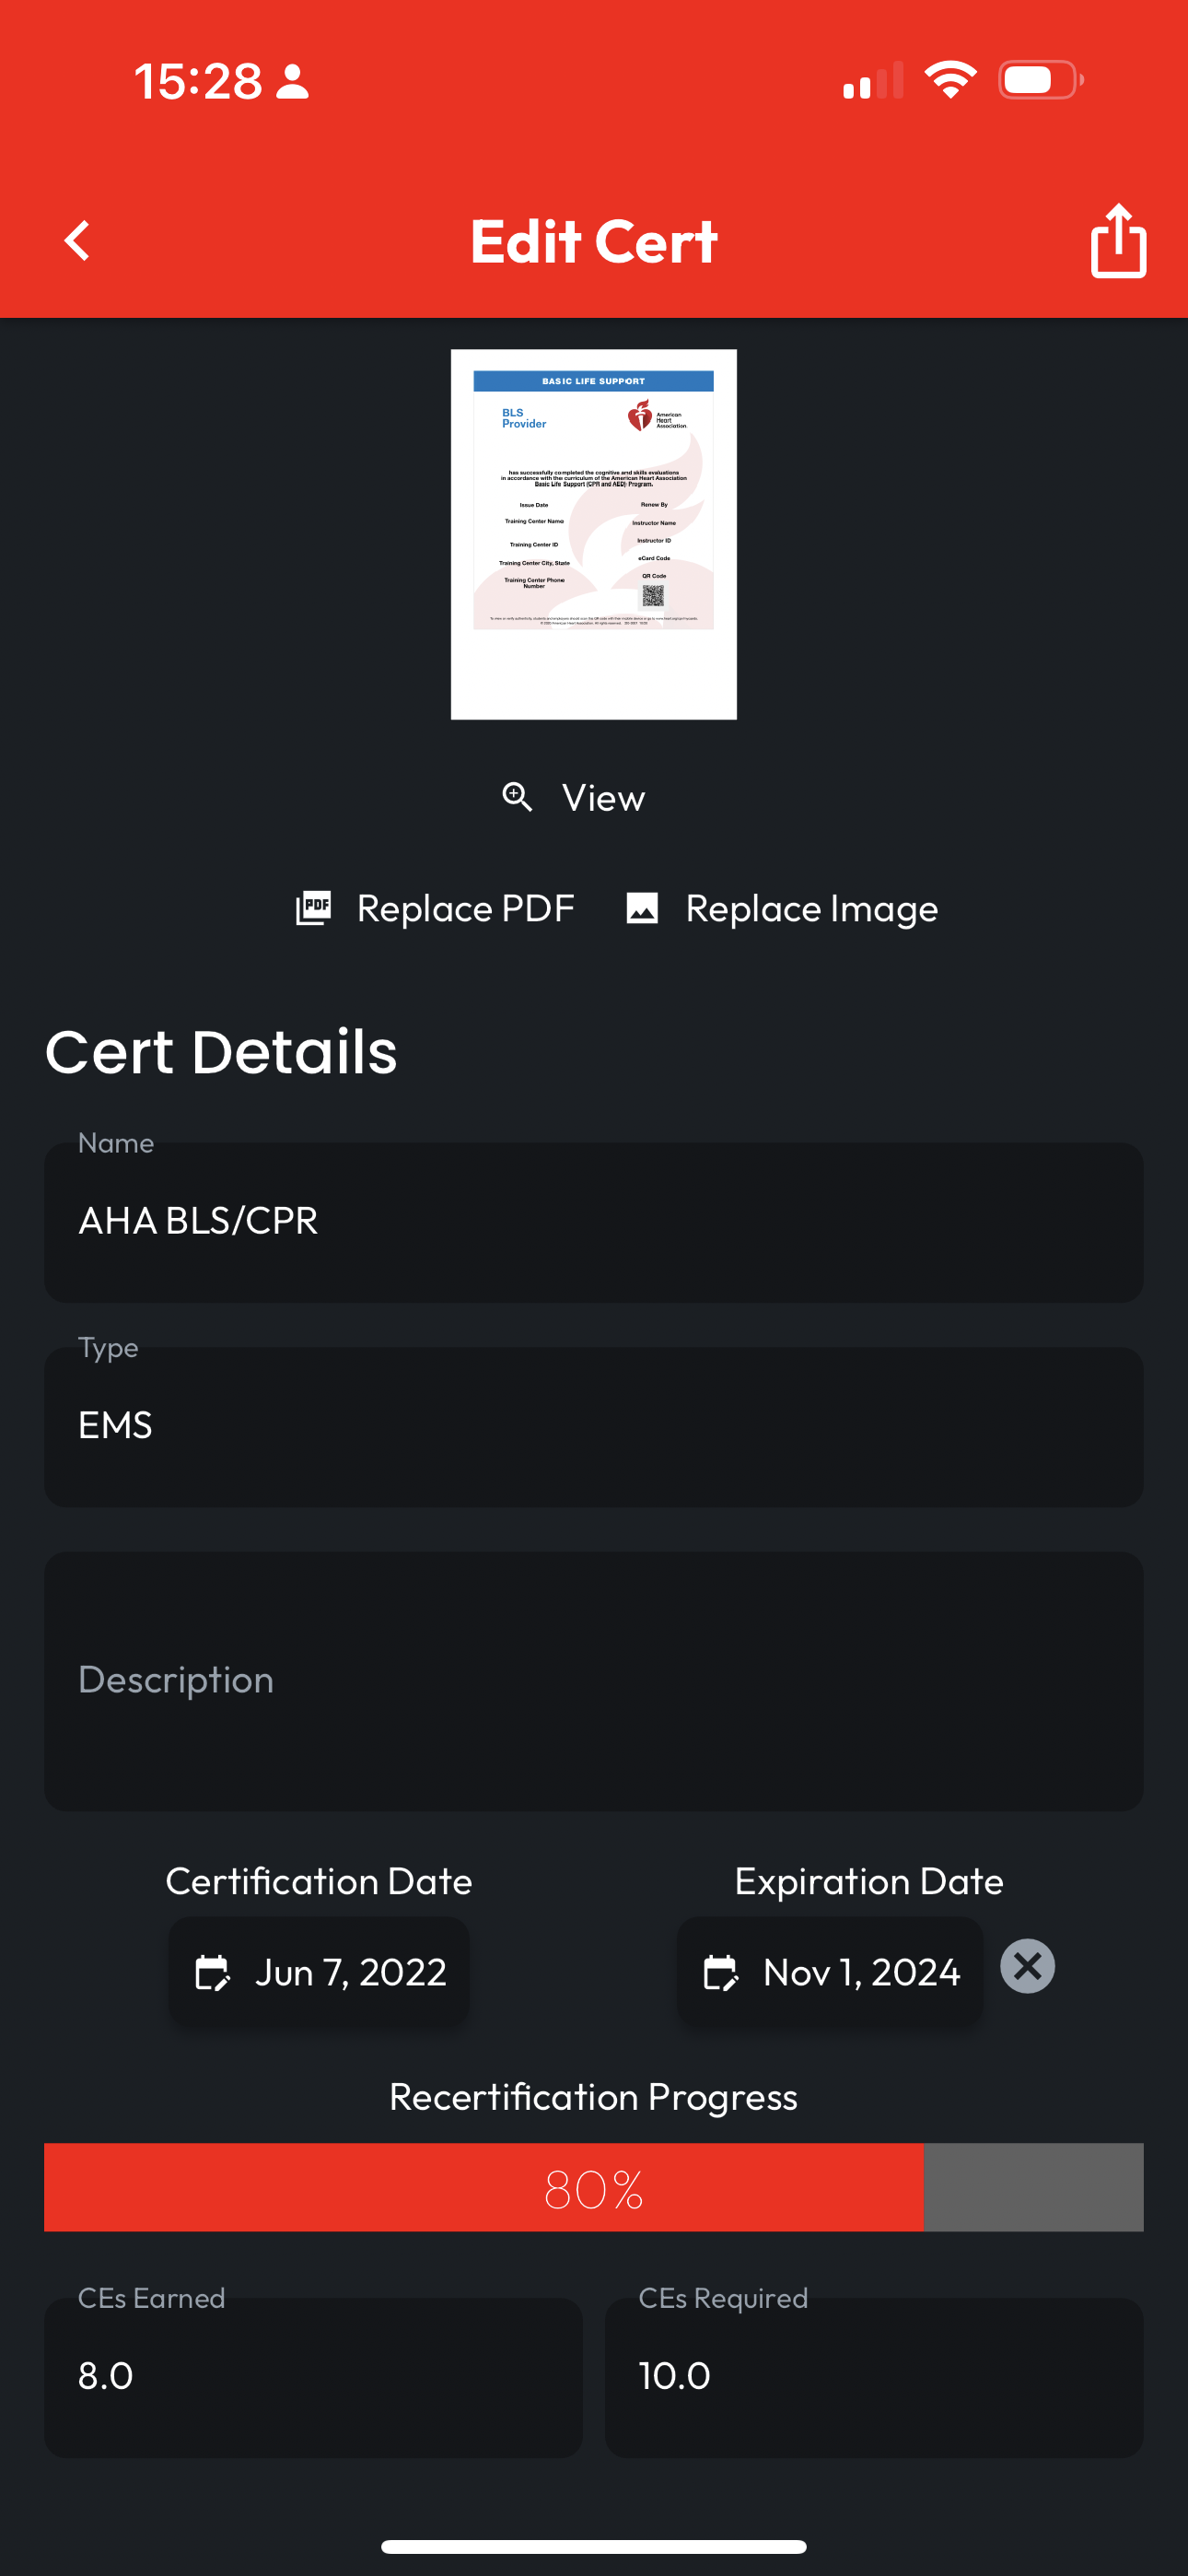 15:28
Edit Cert
BASIC LIFE SUPPORT
BLS
Provider
American
Heart
Association.
has successfully completed the cognitive and skills evaluations
in accordance with the curriculum of the American Heart Association
Basic Life Support (CPR and AED) Program.
Issue Date
Renew By
Training Center Name
Instructor Name
Training Center ID
Instructor ID
Training Center City, State
eCard Code
Training Center Phone
Number
QR Code
View
PDF
Replace PDF
Replace Image
Cert Details
Name
AHA BLS/CPR
Type
EMS
Description
Certification Date
Expiration Date
Jun 7, 2022
Nov 1, 2024
Recertification Progress
80%
CEs Earned
CEs Required
8.0
10.0